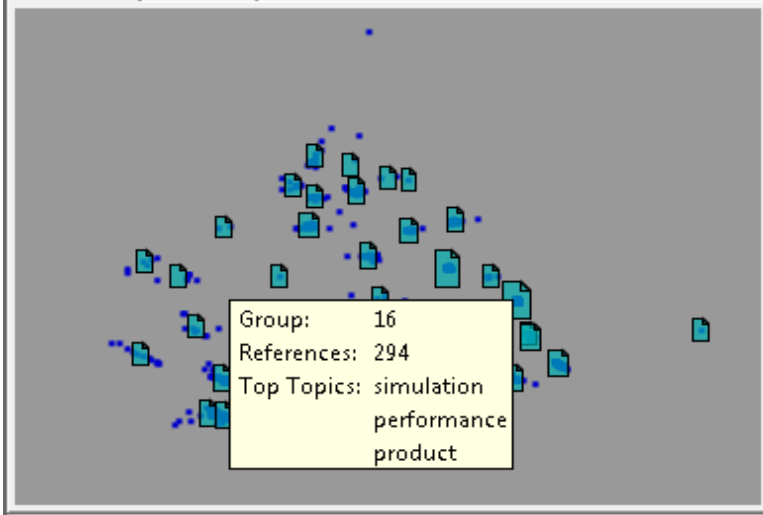 Group: 16
References: 294
Top Topics: simulation
performance
product